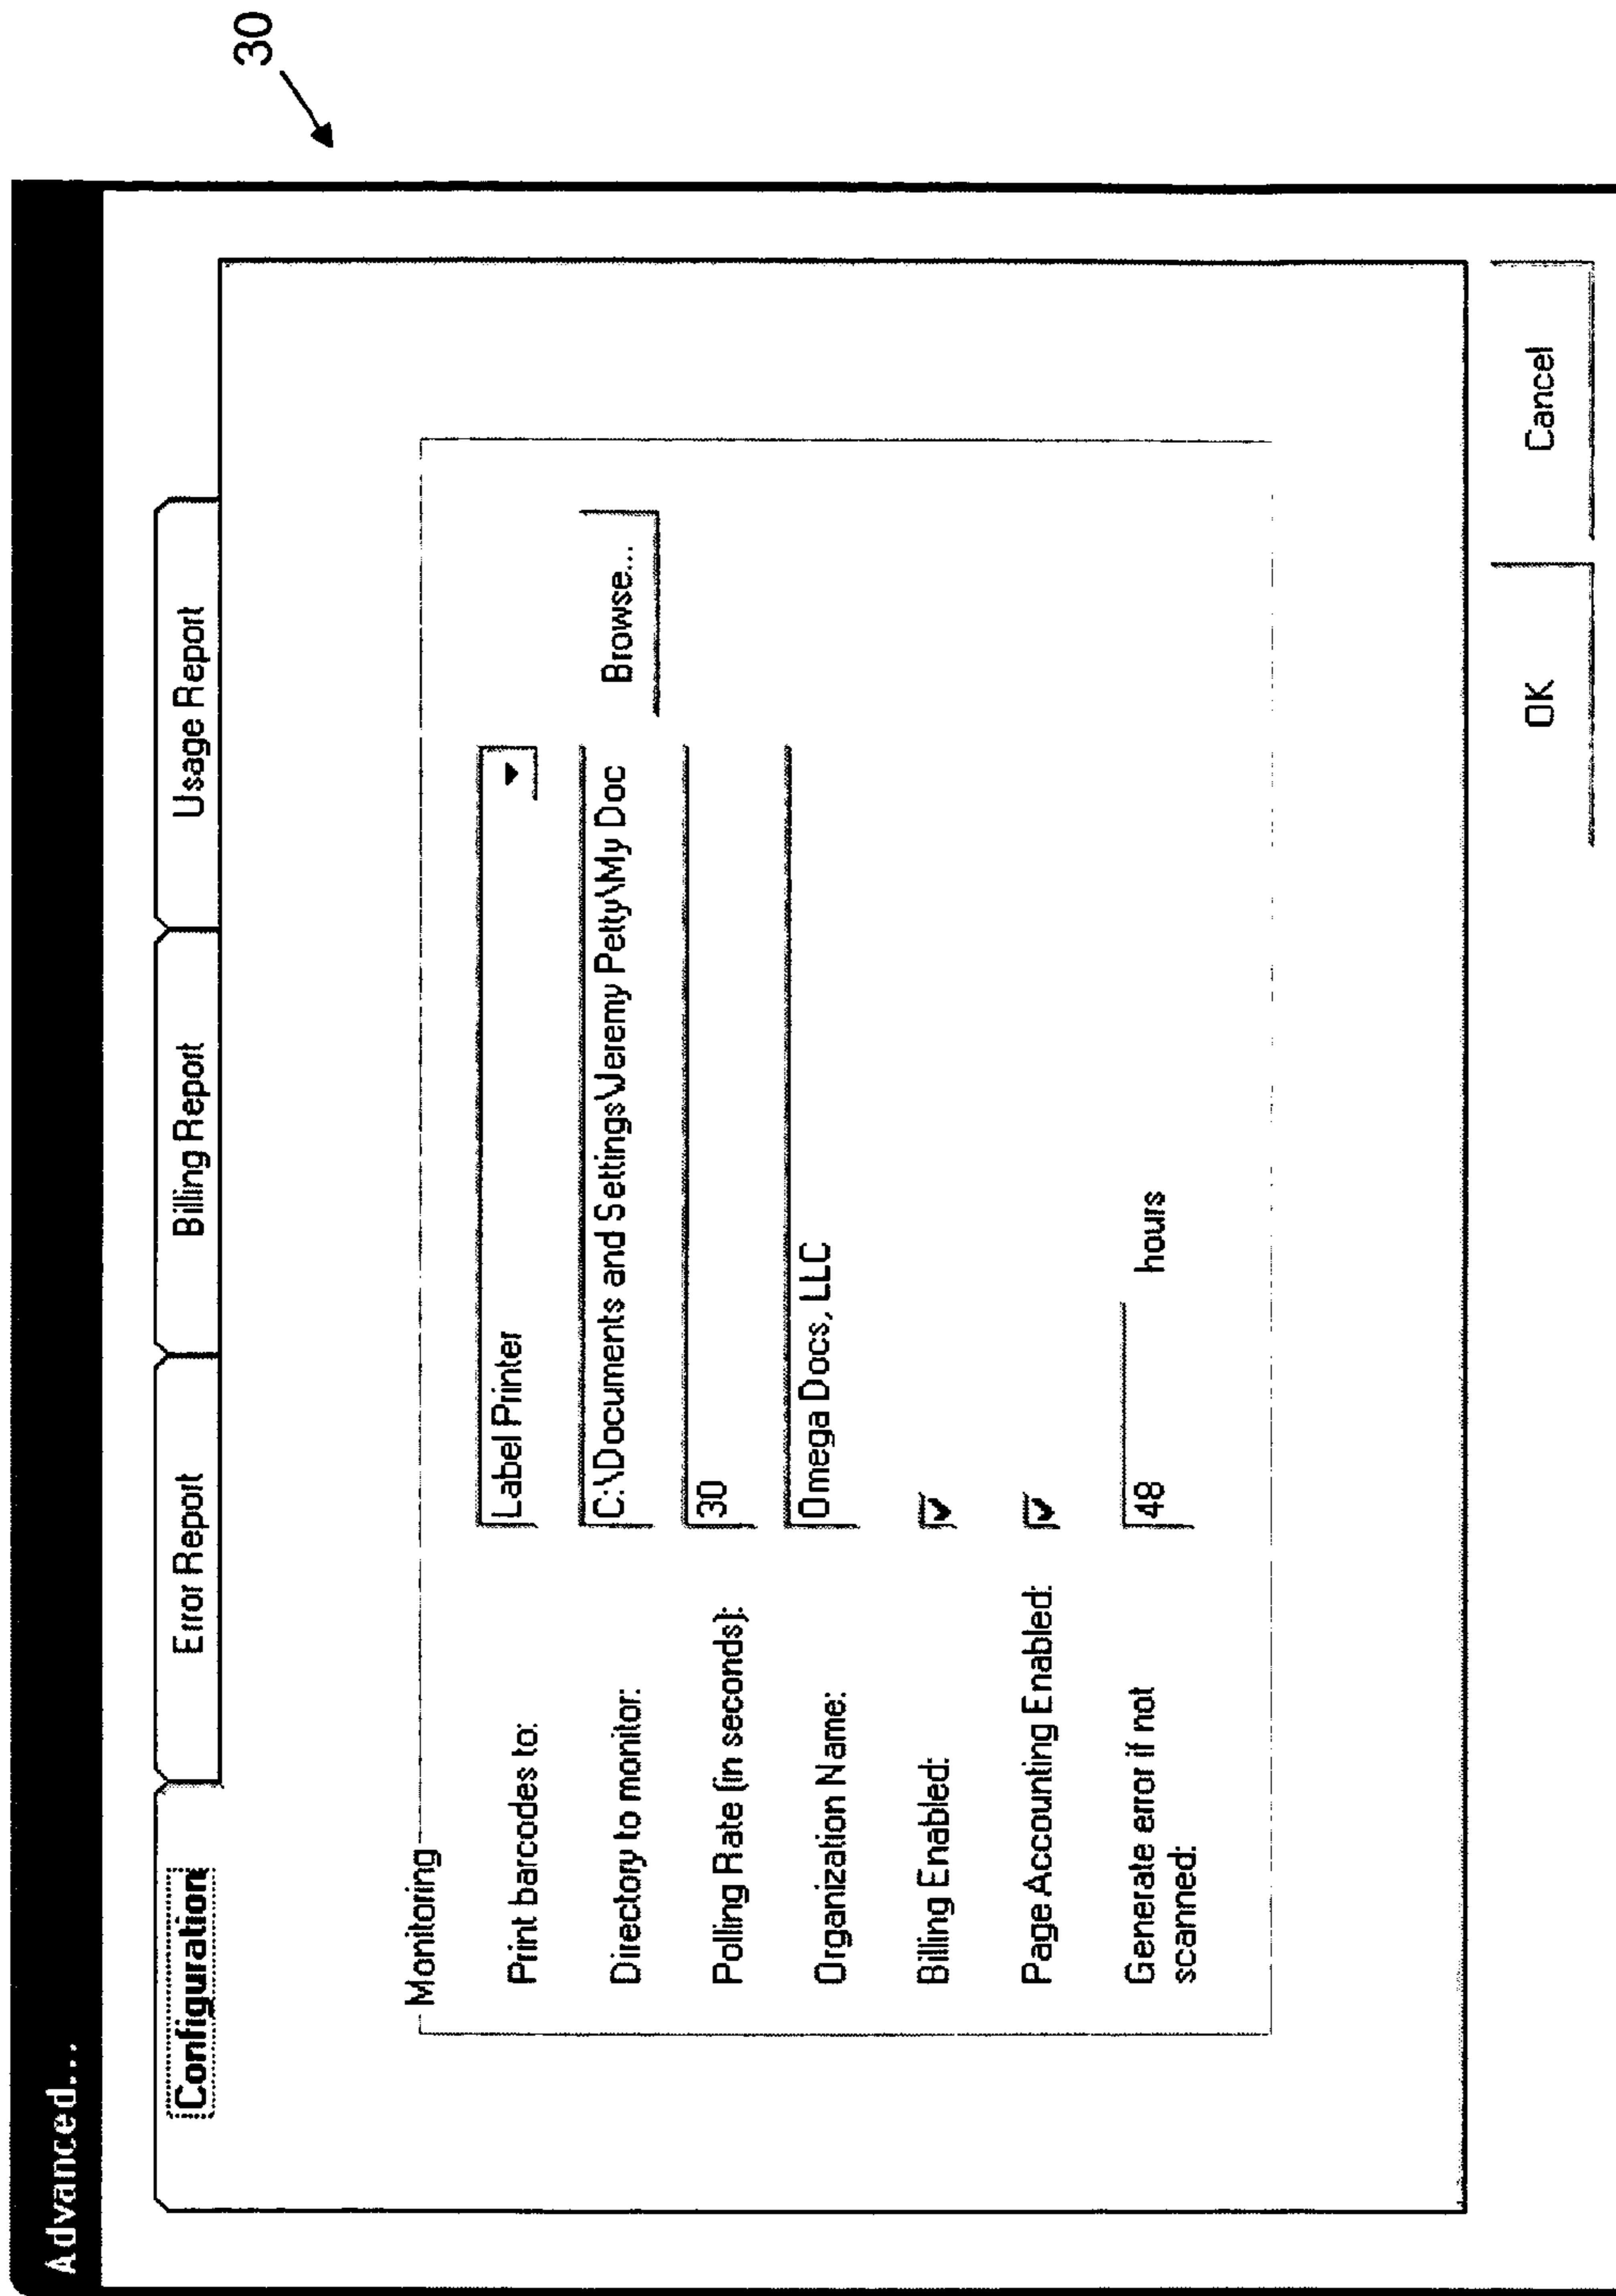 30
Advanced...
Configuration
Error Report
Billing Report
Usage Report
Monitoring
Print barcodes to:
Label Printer
Directory to monitor:
C:\Documents and Settings\Jeremy Petty\My Doc
Browse...
Polling Rate (in seconds):
30
Organization Name:
Omega Docs, LLC
Billing Enabled:
Page Accounting Enabled:
Generate error if not
scanned:
48
hours
OK
Cancel